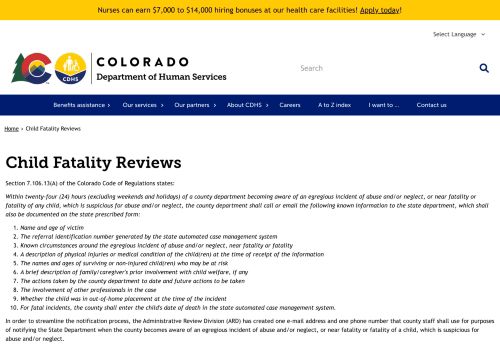 Nurses can earn $7,000 to $14,000 hiring bonuses at our health care facilities! Apply today!
Select Language
COLORADO
Department of Human Services
CDHS
Search
Benefits assistance
Our services
Our partners
About CDHS
Careers
A to Z index
I want to ...
Contact us
Home › Child Fatality Reviews
Child Fatality Reviews
Section 7.106.13(A) of the Colorado Code of Regulations states:
Within twenty-four (24) hours (excluding weekends and holidays) of a county department becoming aware of an egregious incident of abuse and/or neglect, or near fatality or
fatality of any child, which is suspicious for abuse and/or neglect, the county department shall call or email the following known information to the state department, which shall
also be documented on the state prescribed form:
1. Name and age of victim
2. The referral identification number generated by the state automated case management system
3. Known circumstances around the egregious incident of abuse and/or neglect, near fatality or fatality
4. A description of physical injuries or medical condition of the child(ren) at the time of receipt of the information
5. The names and ages of surviving or non-injured child(ren) who may be at risk
6. A brief description of family/caregiver's prior involvement with child welfare, if any
7. The actions taken by the county department to date and future actions to be taken
8. The involvement of other professionals in the case
9. Whether the child was in out-of-home placement at the time of the incident
10. For fatal incidents, the county shall enter the child's date of death in the state automated case management system.
In order to streamline the notification process, the Administrative Review Division (ARD) has created one e-mail address and one phone number that county staff shall use for purposes
of notifying the State Department when the county becomes aware of an egregious incident of abuse and/or neglect, or near fatality or fatality of a child, which is suspicious for
abuse and/or neglect.